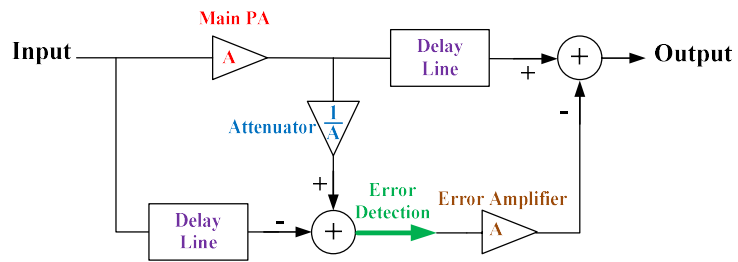 Main PA
Input
A
Delay
Line
+
+
Output
-
Attenuator
1
A
+
Error
Detection
Error Amplifier
Delay
Line
-
+
A